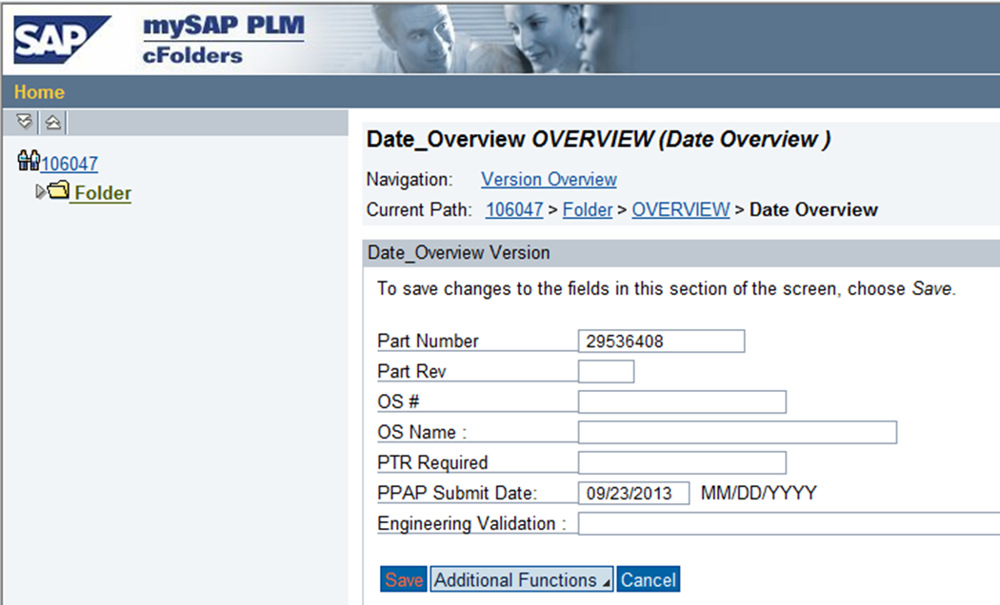 SAP
mySAP PLM
cFolders
Home
106047
Folder
Date_Overview OVERVIEW (Date Overview )
Navigation: Version Overview
Current Path: 106047 > Folder > OVERVIEW > Date Overview
Date_Overview Version
To save changes to the fields in this section of the screen, choose Save.
Part Number 29536408
Part Rev
OS #
OS Name :
PTR Required
PPAP Submit Date: 09/23/2013 MM/DD/YYYY
Engineering Validation :
Save Additional Functions Cancel